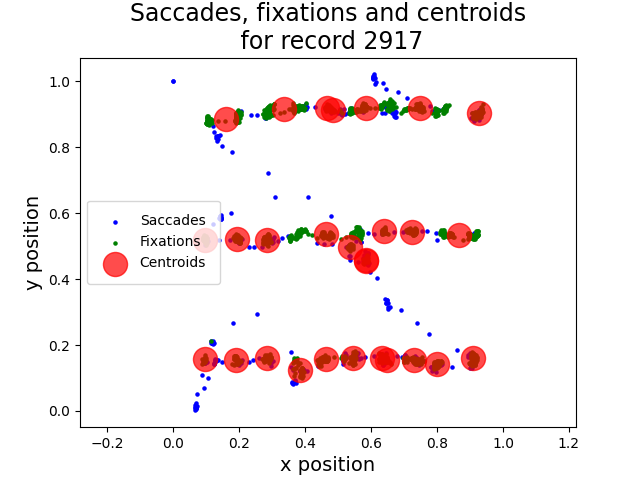 Saccades, fixations and centroids
for record 2917
1.0
0.8
0.6
0.4
0.2
0.0
y position
Saccades
Fixations
Centroids
−0.2 0.0 0.2 0.4 0.6 0.8 1.0 1.2
x position